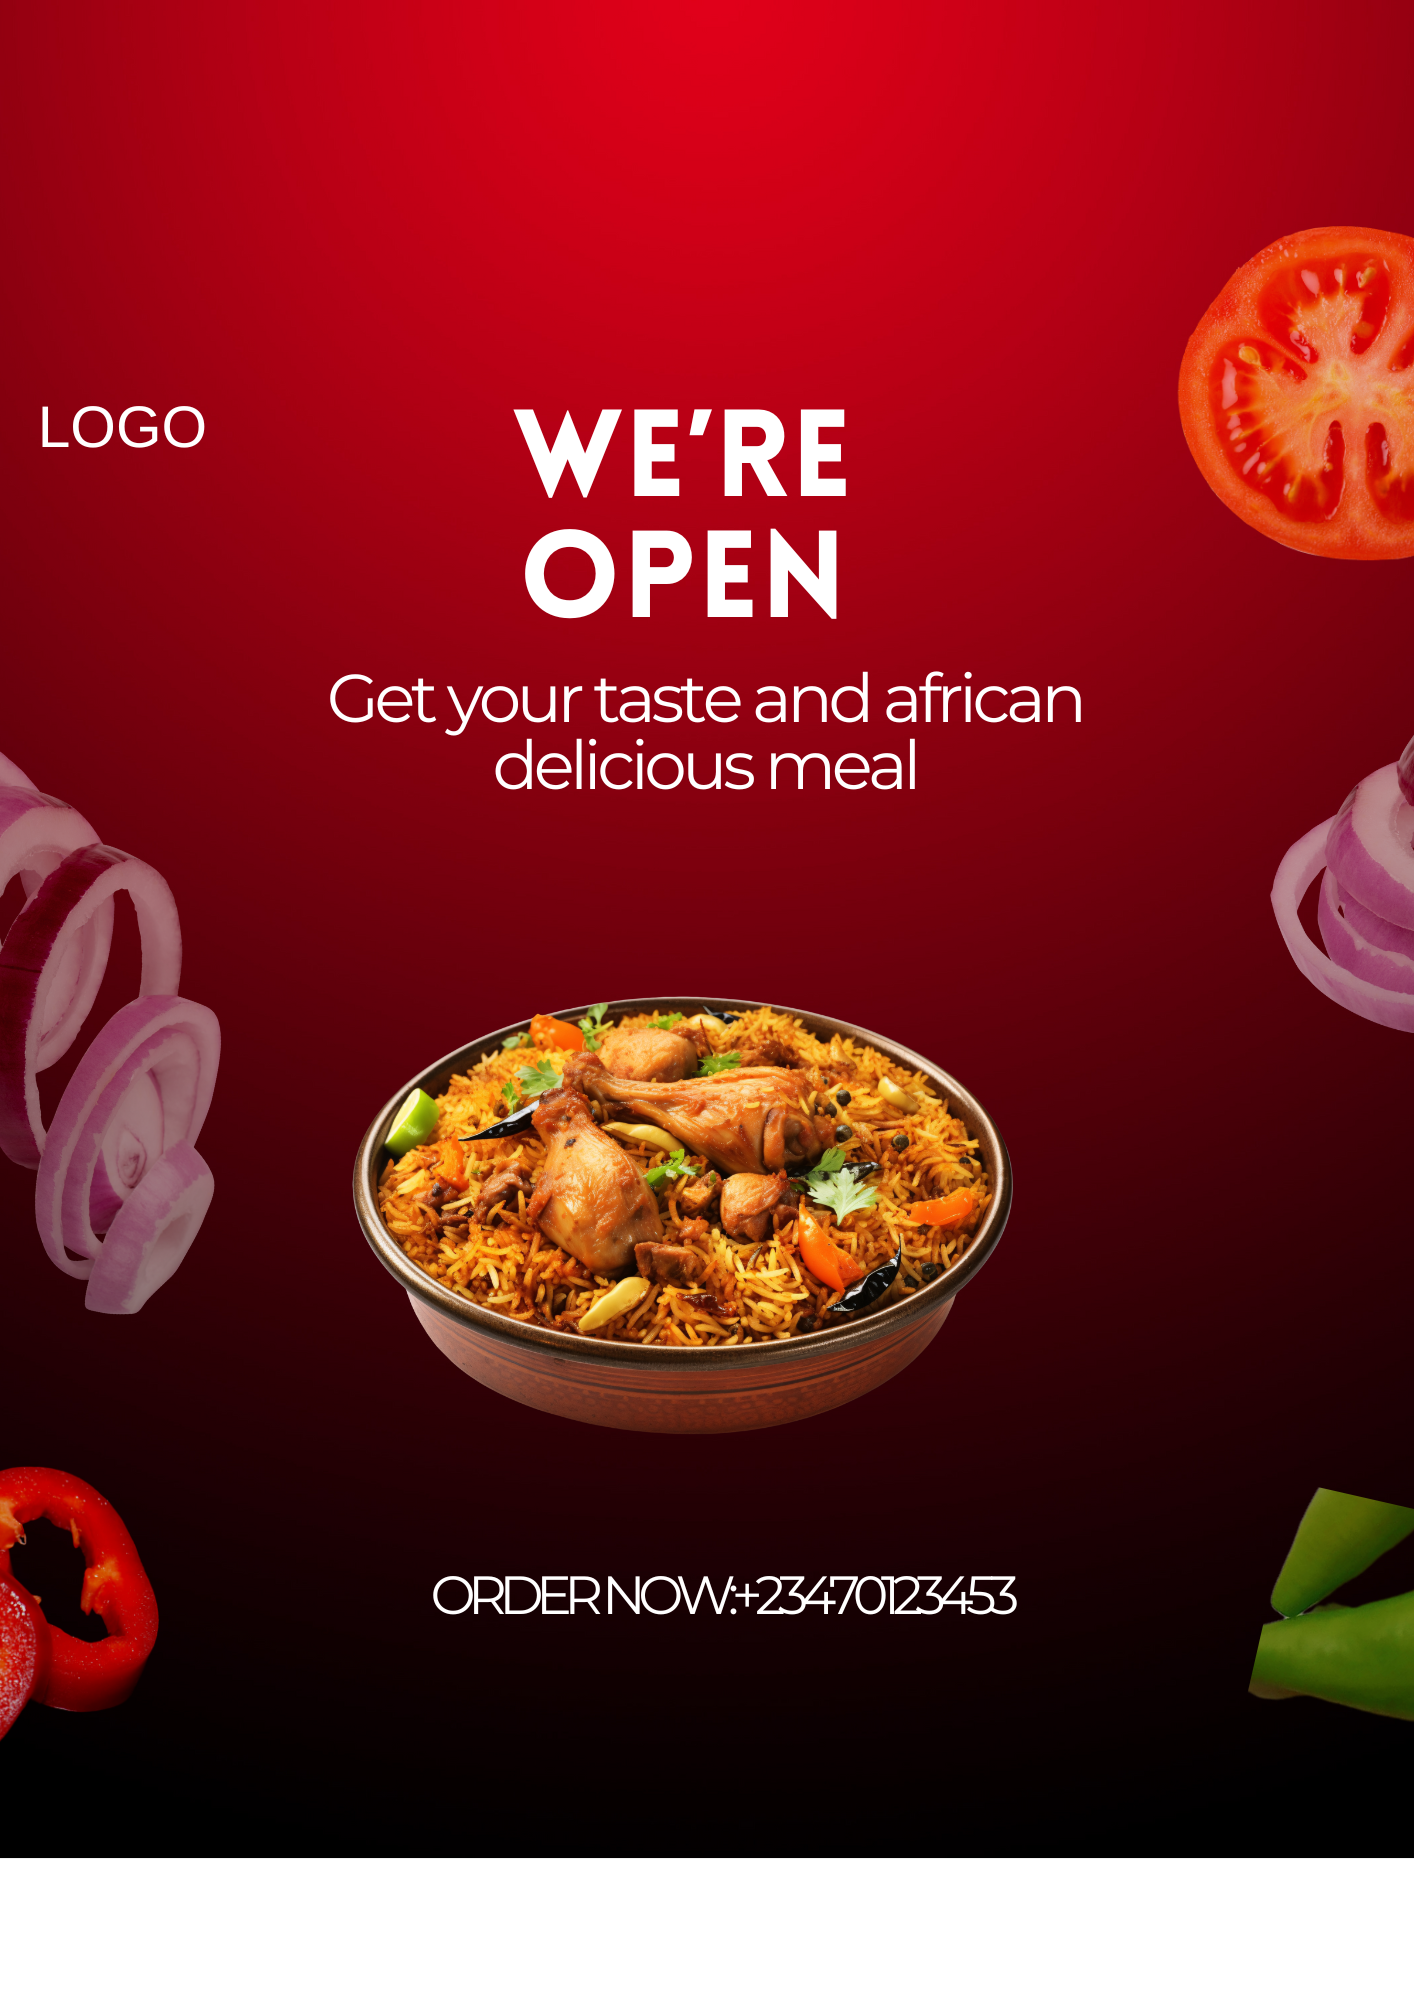 LOGO
WE’RE
OPEN
Get your taste and african
delicious meal
ORDER NOW:+23470123453